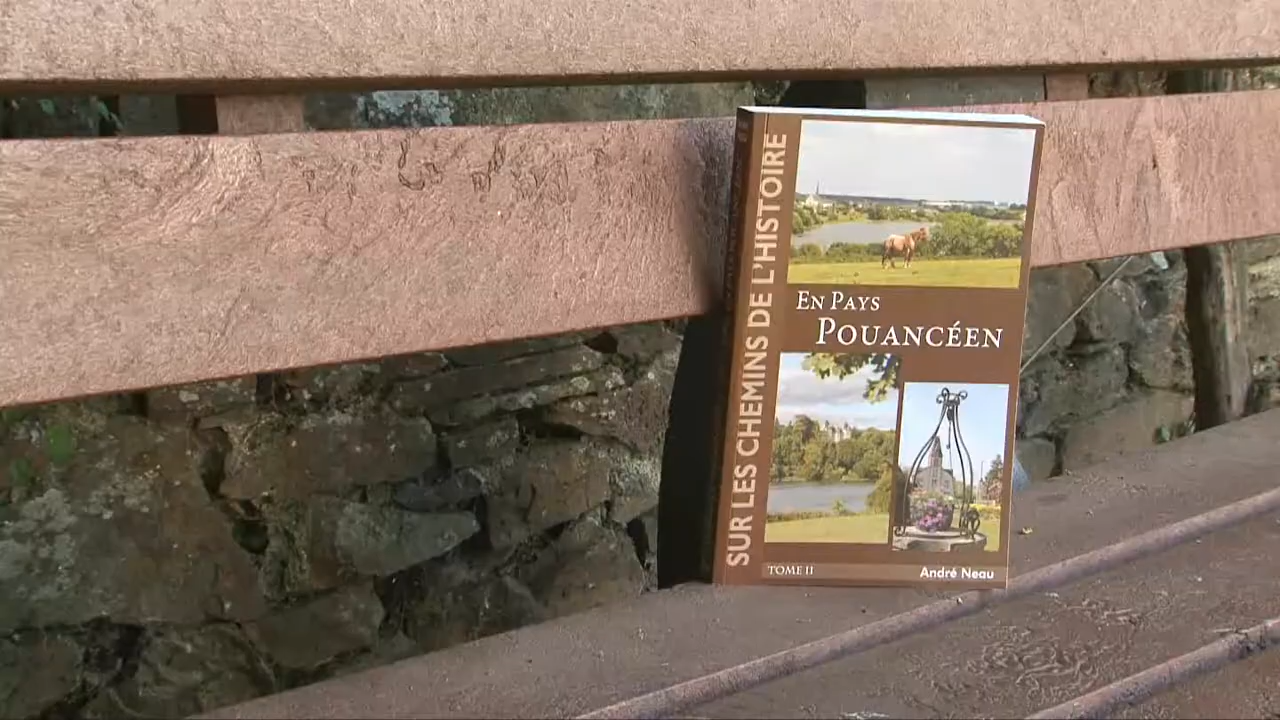 SUR LES CHEMINS DE L'HISTOIRE
EN PAYS
POUANCÉEN
TOME II
André Neau